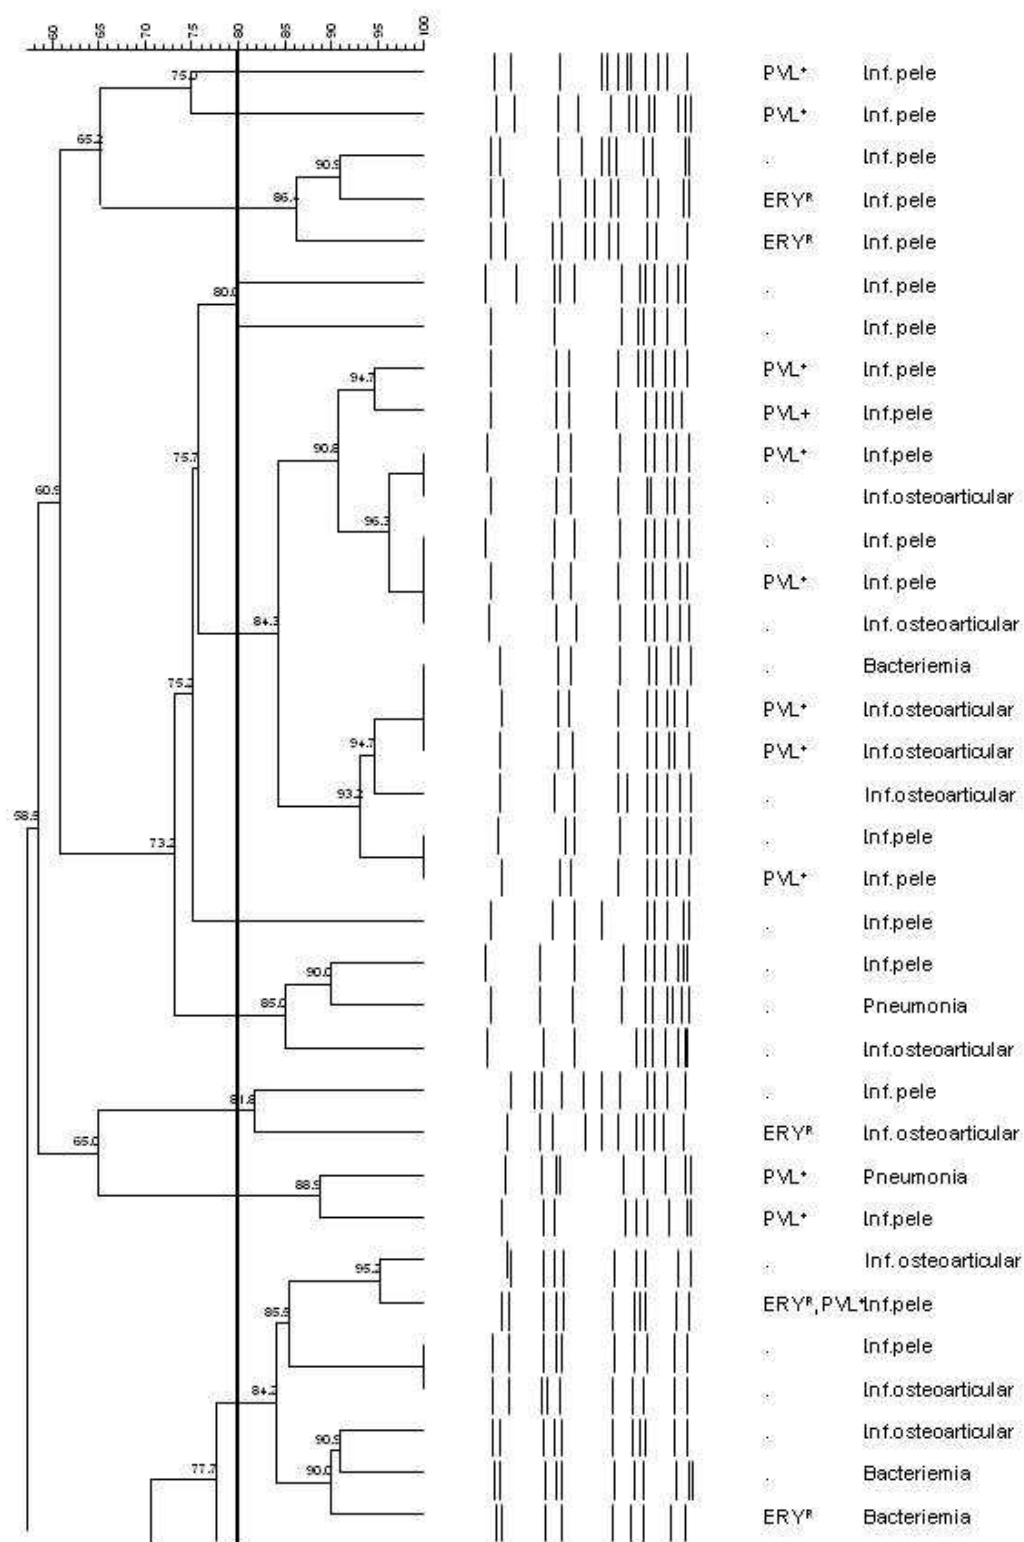 60 65 70 75 80 85 90 95 100
75.0 PVL⁺ Inf. pele
PVL⁺ Inf. pele
65.2
90.9 . Inf. pele
86.4 ERYᴿ Inf. pele
ERYᴿ Inf. pele
80.0 . Inf. pele
. Inf. pele
94.7 PVL⁺ Inf. pele
PVL+ Inf.pele
75.7 90.8 PVL⁺ Inf. pele
60.9 . Inf.osteoarticular
96.3 . Inf. pele
PVL⁺ Inf. pele
84.3 . Inf. osteoarticular
75.2 . Bacteriemia
PVL⁺ Inf.osteoarticular
94.7 PVL⁺ Inf.osteoarticular
93.2 . Inf.osteoarticular
58.5 73.2 . Inf.pele
PVL⁺ Inf.pele
. Inf.pele
90.0 . Inf.pele
85.0 . Pneumonia
. Inf.osteoarticular
81.8 . Inf. pele
65.0 ERYᴿ Inf. osteoarticular
88.9 PVL⁺ Pneumonia
PVL⁺ Inf.pele
95.2 . Inf. osteoarticular
85.5 ERYᴿ,PVL⁺ Inf.pele
. Inf.pele
84.2 . Inf.osteoarticular
90.9 . Inf.osteoarticular
77.7 90.0 . Bacteriemia
ERYᴿ Bacteriemia